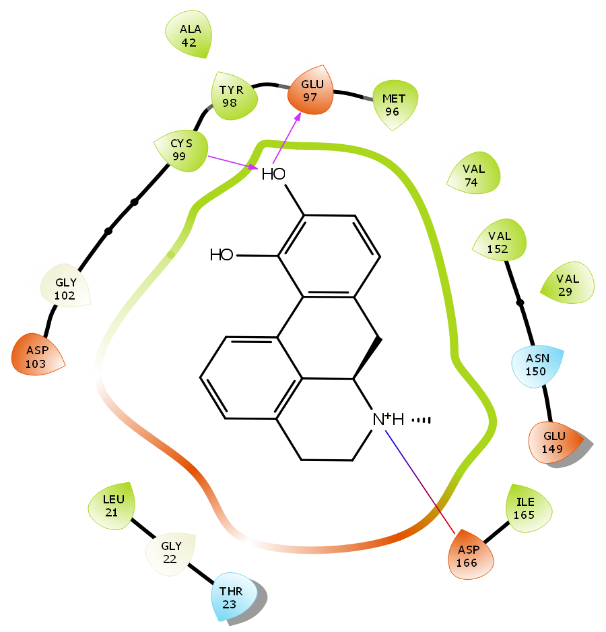 ALA
42
TYR
98
GLU
97
MET
96
CYS
99
HO
VAL
74
HO
VAL
152
GLY
102
VAL
29
ASP
103
ASN
150
N+H
GLU
149
LEU
21
ILE
165
GLY
22
ASP
166
THR
23